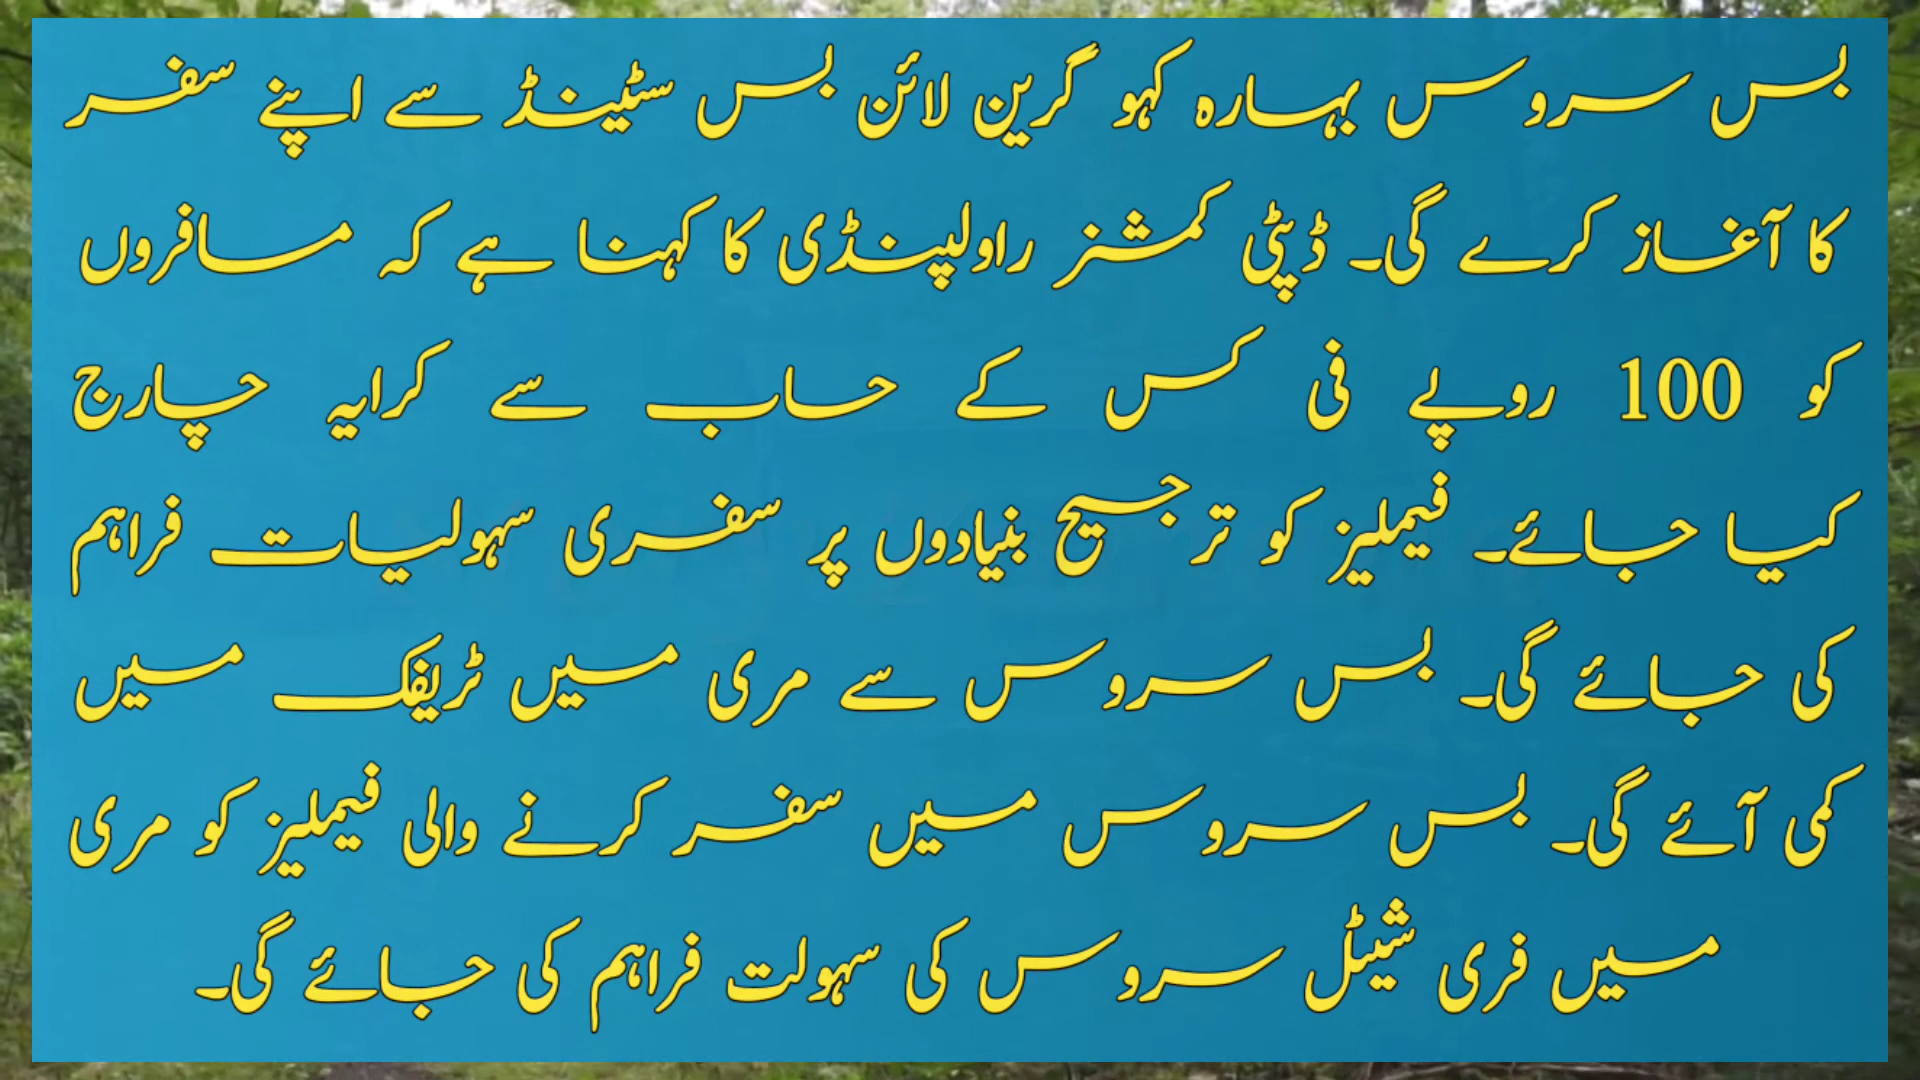 بس سروس بہارہ کہو گرین لائن بس سٹینڈ سے اپنے سفر
کا آغاز کرے گی۔ ڈپٹی کمشنر راولپنڈی کا کہنا ہے کہ مسافروں
کو 100 روپے فی کس کے حاب سے کرایہ چارج
کیا جائے۔ فیملیز کو ترجیح بنیادوں پر سفری سہولیات فراہم
کی جائے گی۔ بس سروس سے مری میں ٹریفک میں
کمی آئے گی۔ بس سروس میں سفر کرنے والی فیملیز کو مری
میں فری شیٹل سروس کی سہولت فراہم کی جائے گی۔